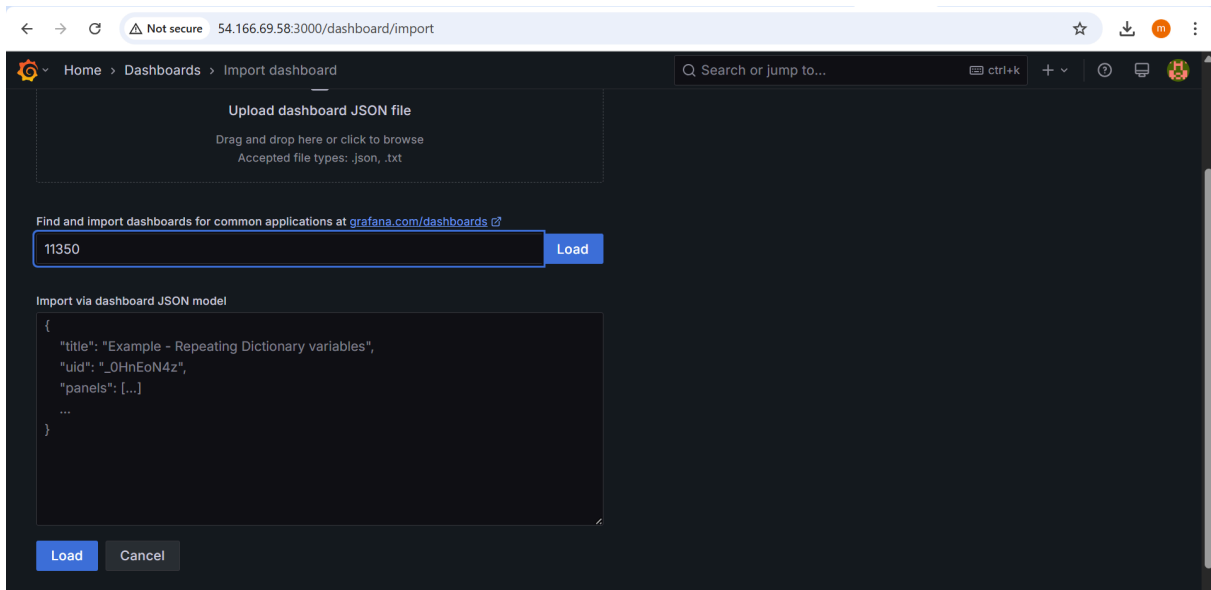 Not secure 54.166.69.58:3000/dashboard/import m
Home › Dashboards › Import dashboard Search or jump to... ctrl+k
Upload dashboard JSON file
Drag and drop here or click to browse
Accepted file types: .json, .txt
Find and import dashboards for common applications at grafana.com/dashboards
11350 Load
Import via dashboard JSON model
{
"title": "Example - Repeating Dictionary variables",
"uid": "_0HnEoN4z",
"panels": [...]
...
}
Load Cancel